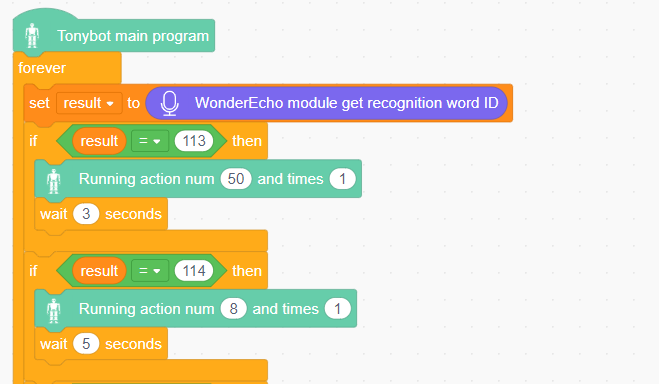 Tonybot main program
forever
set result to WonderEcho module get recognition word ID
if result = 113 then
Running action num 50 and times 1
wait 3 seconds
if result = 114 then
Running action num 8 and times 1
wait 5 seconds